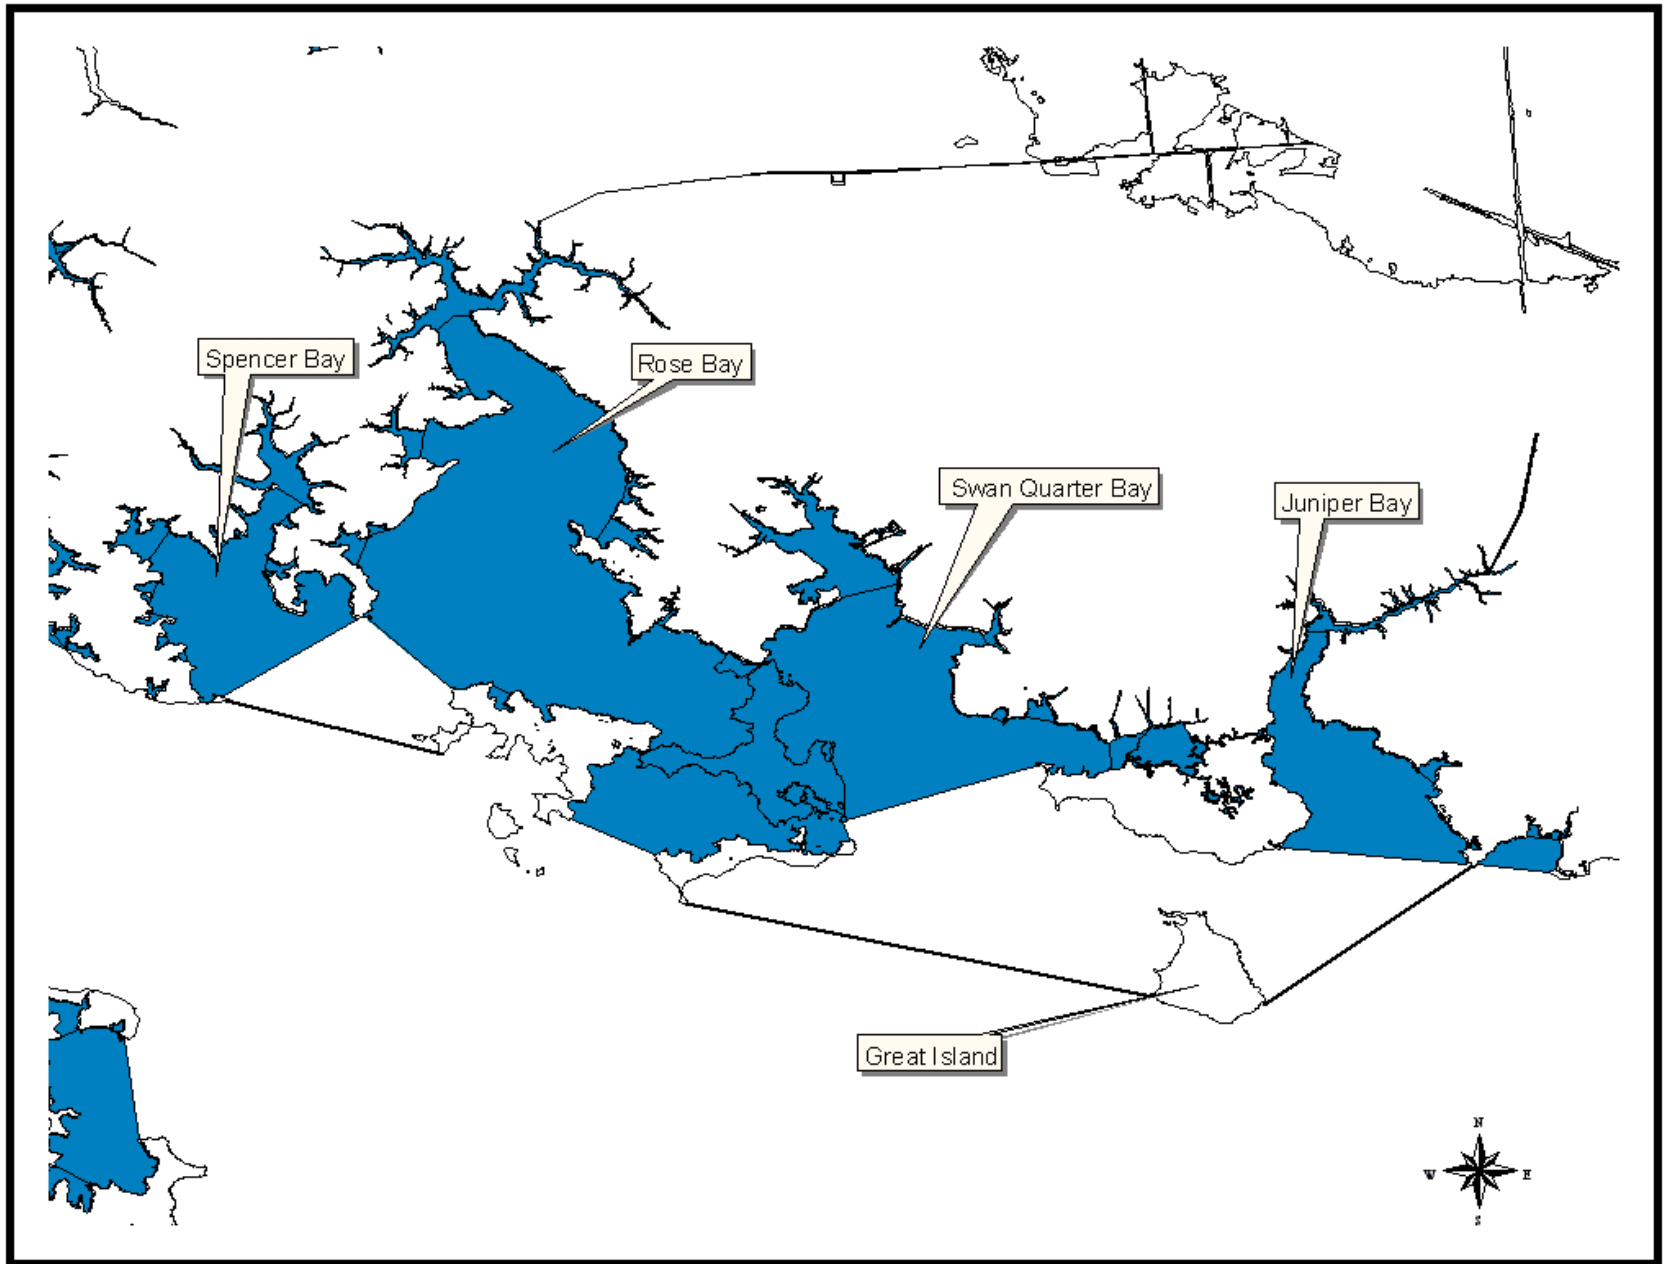 Spencer Bay
Rose Bay
Swan Quarter Bay
Juniper Bay
Great Island
N
W E
S